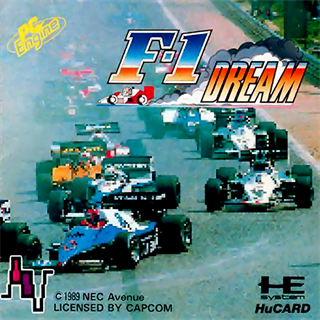 PC
Engine
F-1
DREAM
© 1989 NEC Avenue
LICENSED BY CAPCOM
HE
system
HuCARD